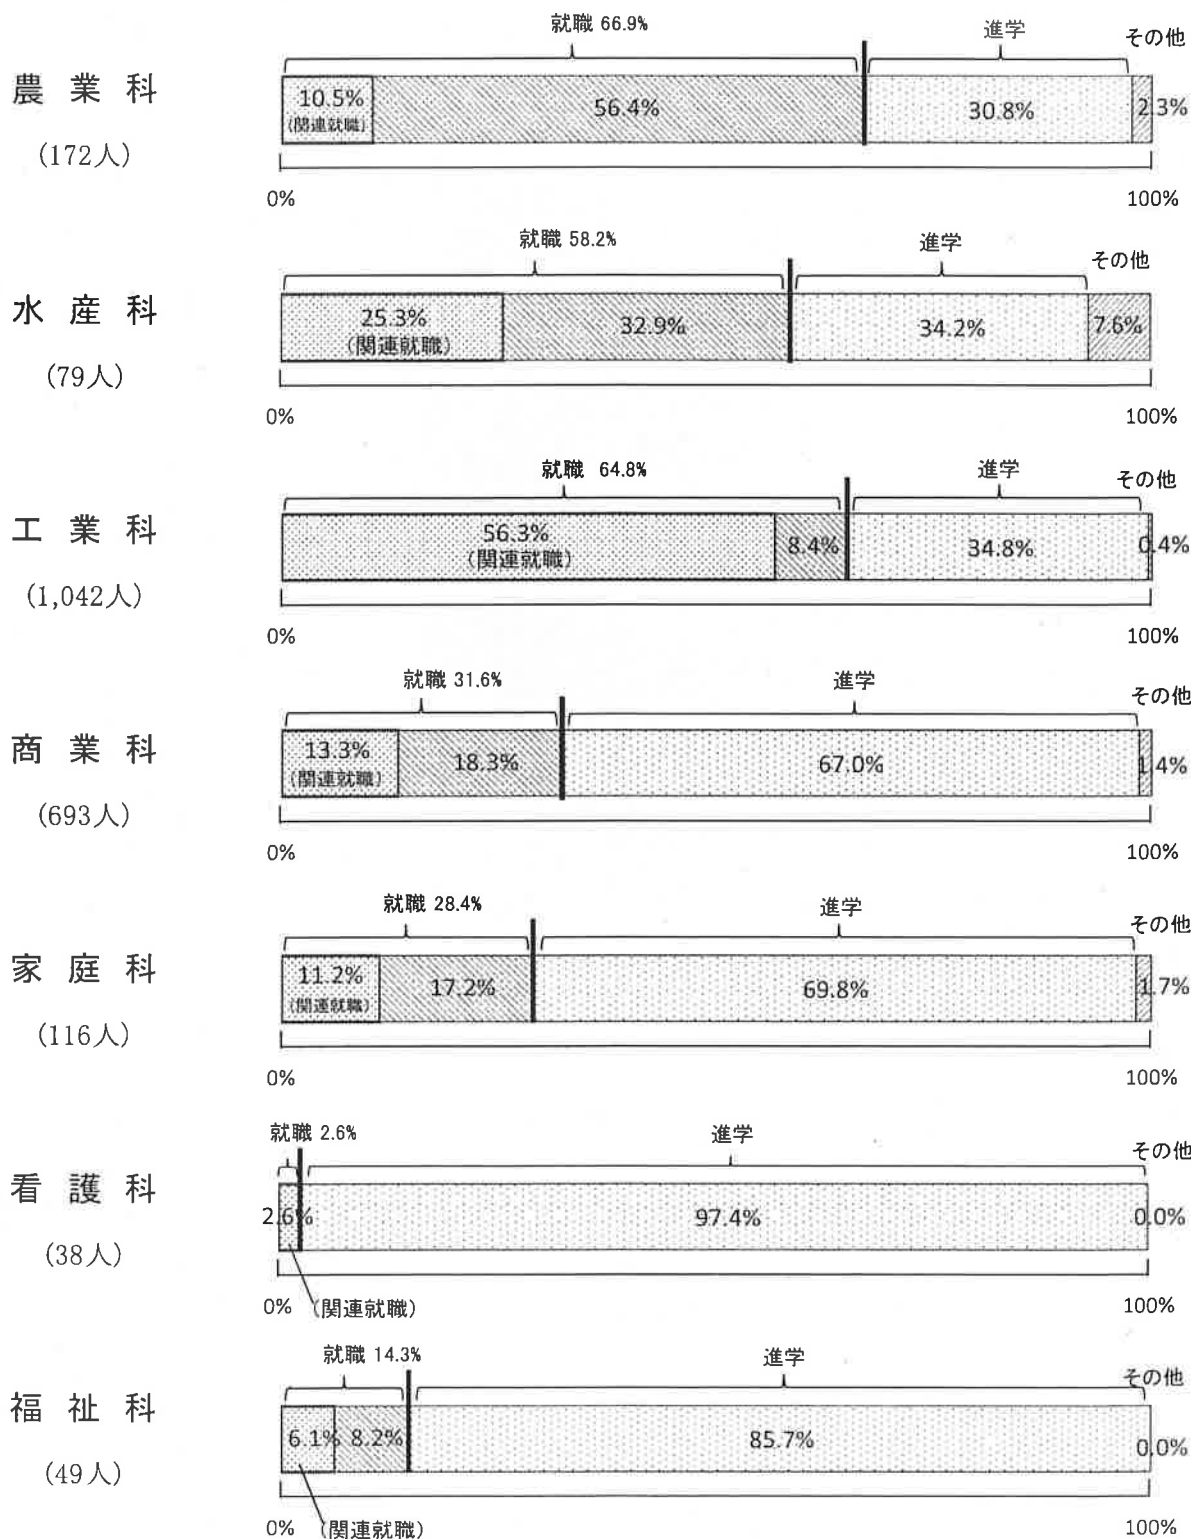 就職 66.9%
進学
その他
農業科
(172人)
10.5%
(関連就職)
56.4%
30.8%
2.3%
0%
100%
就職 58.2%
進学
その他
水産科
(79人)
25.3%
(関連就職)
32.9%
34.2%
7.6%
0%
100%
就職 64.8%
進学
その他
工業科
(1,042人)
56.3%
(関連就職)
8.4%
34.8%
0.4%
0%
100%
就職 31.6%
進学
その他
商業科
(693人)
13.3%
(関連就職)
18.3%
67.0%
1.4%
0%
100%
就職 28.4%
進学
その他
家庭科
(116人)
11.2%
(関連就職)
17.2%
69.8%
1.7%
0%
100%
就職 2.6%
進学
その他
看護科
(38人)
2.6%
97.4%
0.0%
0%
(関連就職)
100%
就職 14.3%
進学
その他
福祉科
(49人)
6.1%
8.2%
85.7%
0.0%
0%
(関連就職)
100%